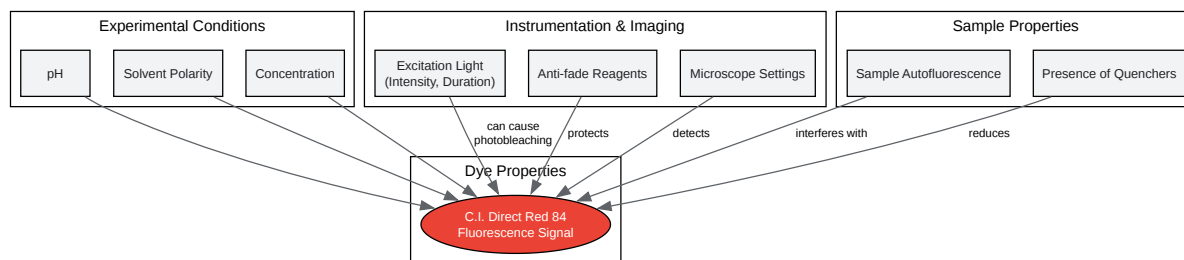 Experimental Conditions
Instrumentation & Imaging
Sample Properties
pH
Solvent Polarity
Concentration
Excitation Light
(Intensity, Duration)
Anti-fade Reagents
Microscope Settings
Sample Autofluorescence
Presence of Quenchers
can cause
photobleaching
protects
detects
interferes with
reduces
Dye Properties
C.I. Direct Red 84
Fluorescence Signal